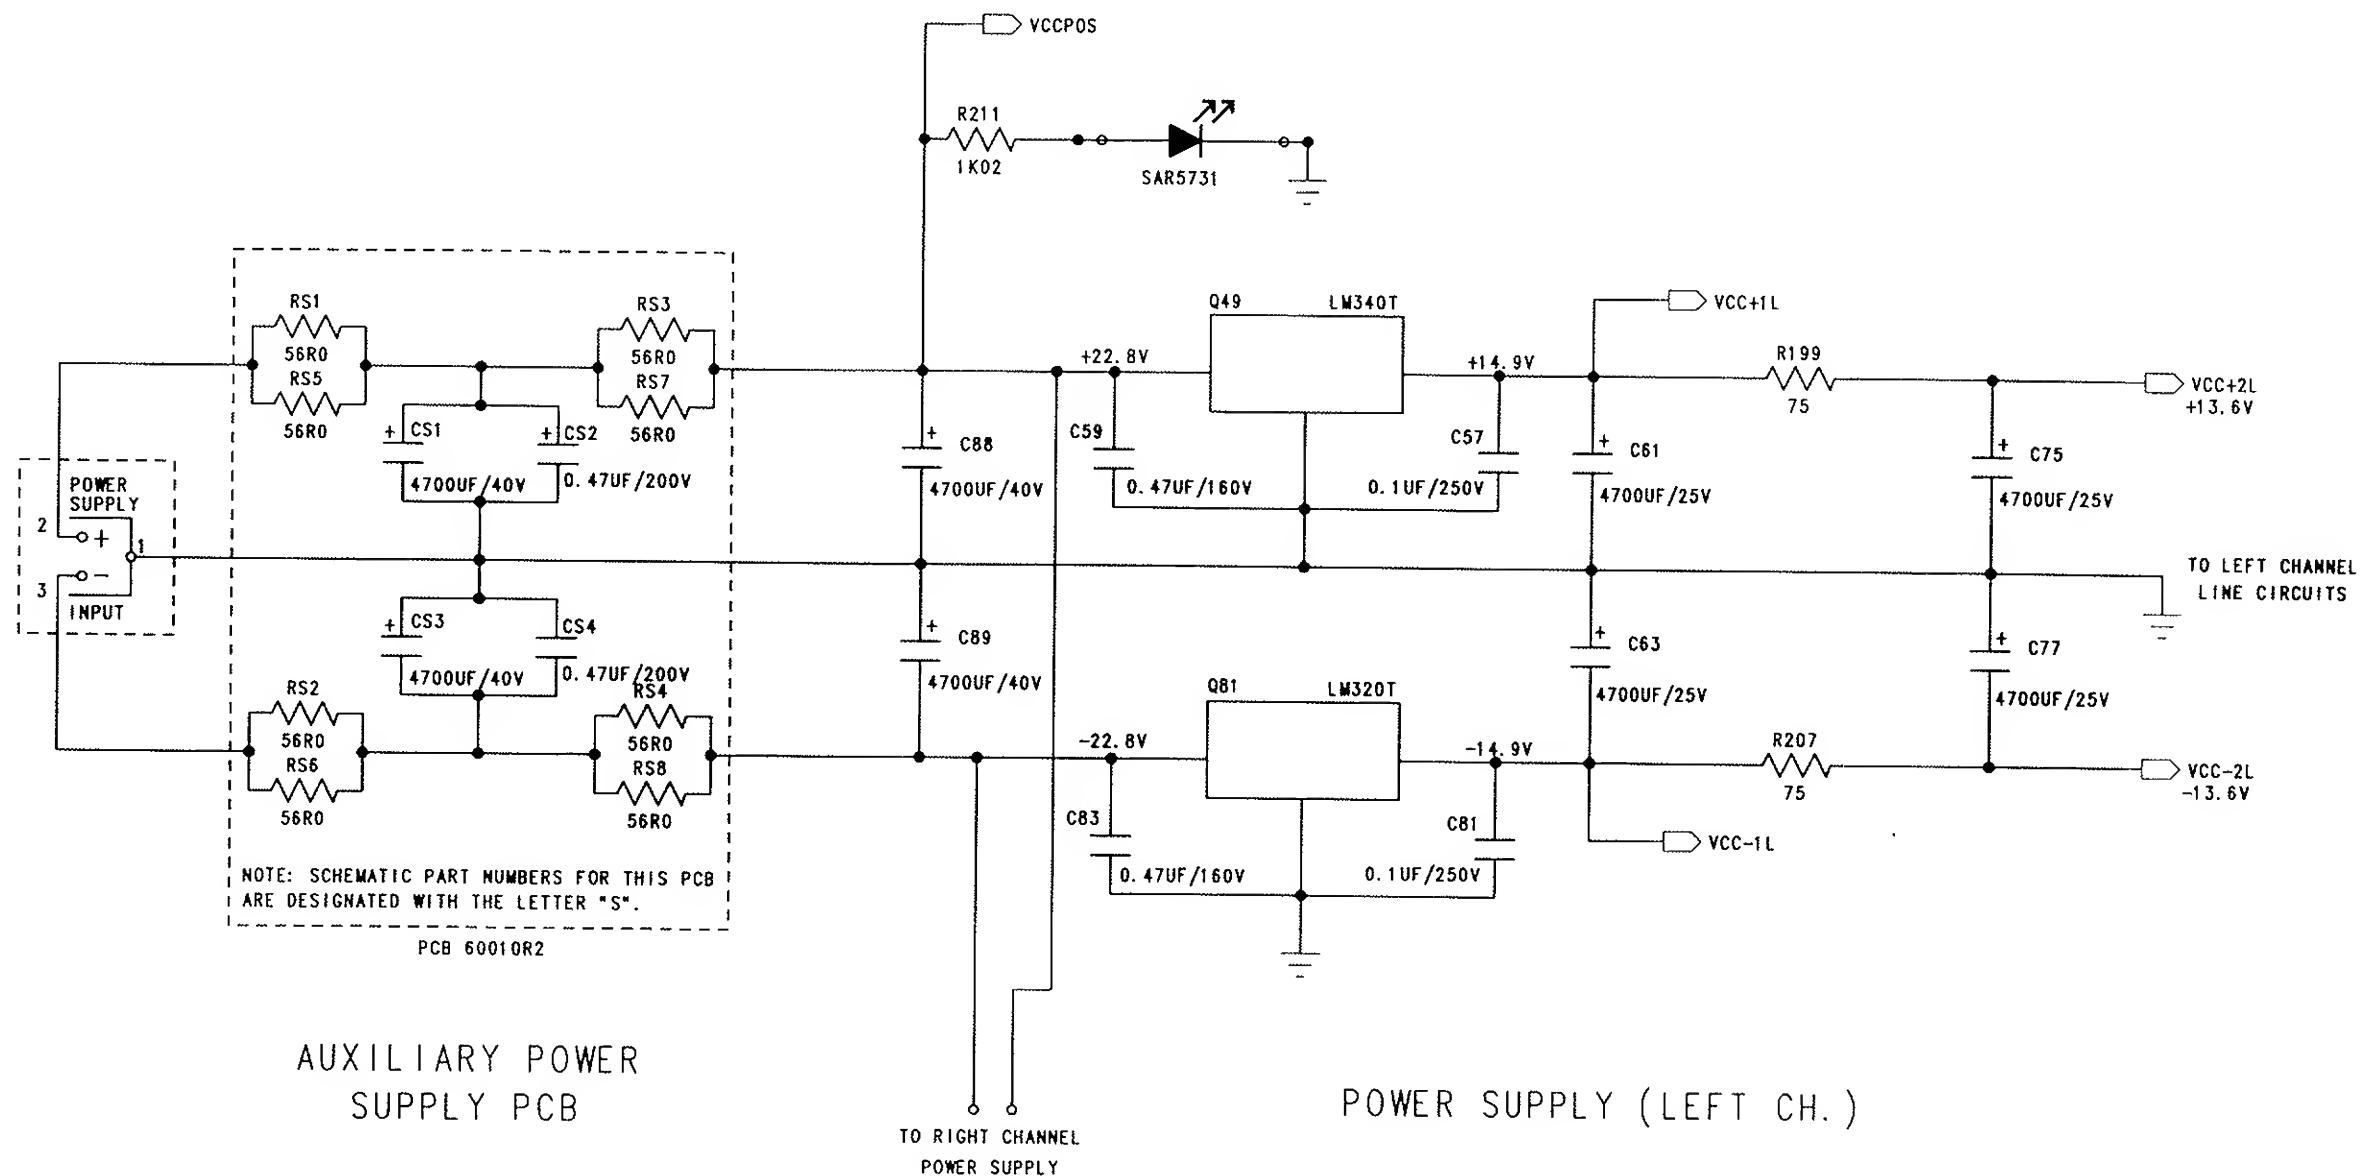 VCCPOS
R211
1K02
SAR5731
RS1
56R0
RS5
56R0
RS3
56R0
RS7
56R0
+22.8V
Q49
LM340T
+14.9V
VCC+1L
R199
75
VCC+2L
+13.6V
+
CS1
4700UF/40V
+
CS2
0.47UF/200V
+
C88
4700UF/40V
C59
0.47UF/160V
C57
0.1UF/250V
+
C61
4700UF/25V
+
C75
4700UF/25V
POWER
SUPPLY
2
+
1
-
3
INPUT
TO LEFT CHANNEL
LINE CIRCUITS
+
CS3
4700UF/40V
CS4
0.47UF/200V
+
C89
4700UF/40V
+
C63
4700UF/25V
+
C77
4700UF/25V
RS2
56R0
RS6
56R0
RS4
56R0
RS8
56R0
-22.8V
Q81
LM320T
-14.9V
R207
75
VCC-2L
-13.6V
C83
0.47UF/160V
C81
0.1UF/250V
VCC-1L
NOTE: SCHEMATIC PART NUMBERS FOR THIS PCB
ARE DESIGNATED WITH THE LETTER "S".
PCB 60010R2
AUXILIARY POWER
SUPPLY PCB
TO RIGHT CHANNEL
POWER SUPPLY
POWER SUPPLY (LEFT CH.)